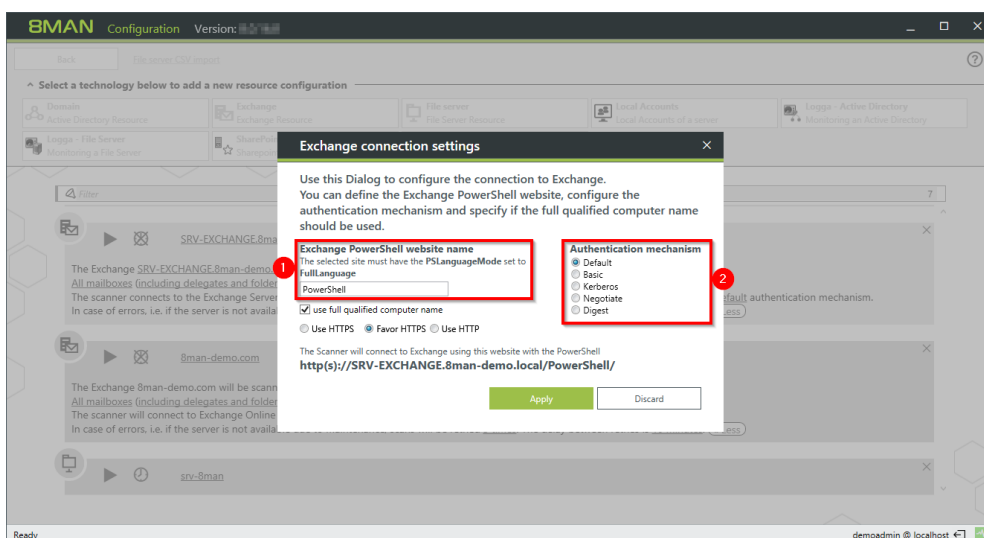 8MAN Configuration Version:
Back File server CSV import
^ Select a technology below to add a new resource configuration
Domain Exchange File server Local Accounts Logga - Active Directory
Active Directory Resource Exchange Resource File Server Resource Local Accounts of a server Monitoring an Active Directory
Logga - File Server SharePoi
Monitoring a File Server Sharepoint
Exchange connection settings
Use this Dialog to configure the connection to Exchange.
You can define the Exchange PowerShell website, configure the
authentication mechanism and specify if the full qualified computer name
should be used.
Filter 7
SRV-EXCHANGE.8ma
The Exchange SRV-EXCHANGE.8man-demo.
All mailboxes (including delegates and folder
The scanner connects to the Exchange Serve
In case of errors, i.e. if the server is not availa
1
Exchange PowerShell website name
The selected site must have the PSLanguageMode set to
FullLanguage
PowerShell
use full qualified computer name
Use HTTPS Favor HTTPS Use HTTP
2
Authentication mechanism
Default
Basic
Kerberos
Negotiate
Digest
efault authentication mechanism.
less)
The Scanner will connect to Exchange using this website with the PowerShell
http(s)://SRV-EXCHANGE.8man-demo.local/PowerShell/
Apply Discard
8man-demo.com
The Exchange 8man-demo.com will be scann
All mailboxes (including delegates and folder
The scanner will connect to Exchange Online
In case of errors, i.e. if the server is not availa
less)
srv-8man
Ready demoadmin @ localhost